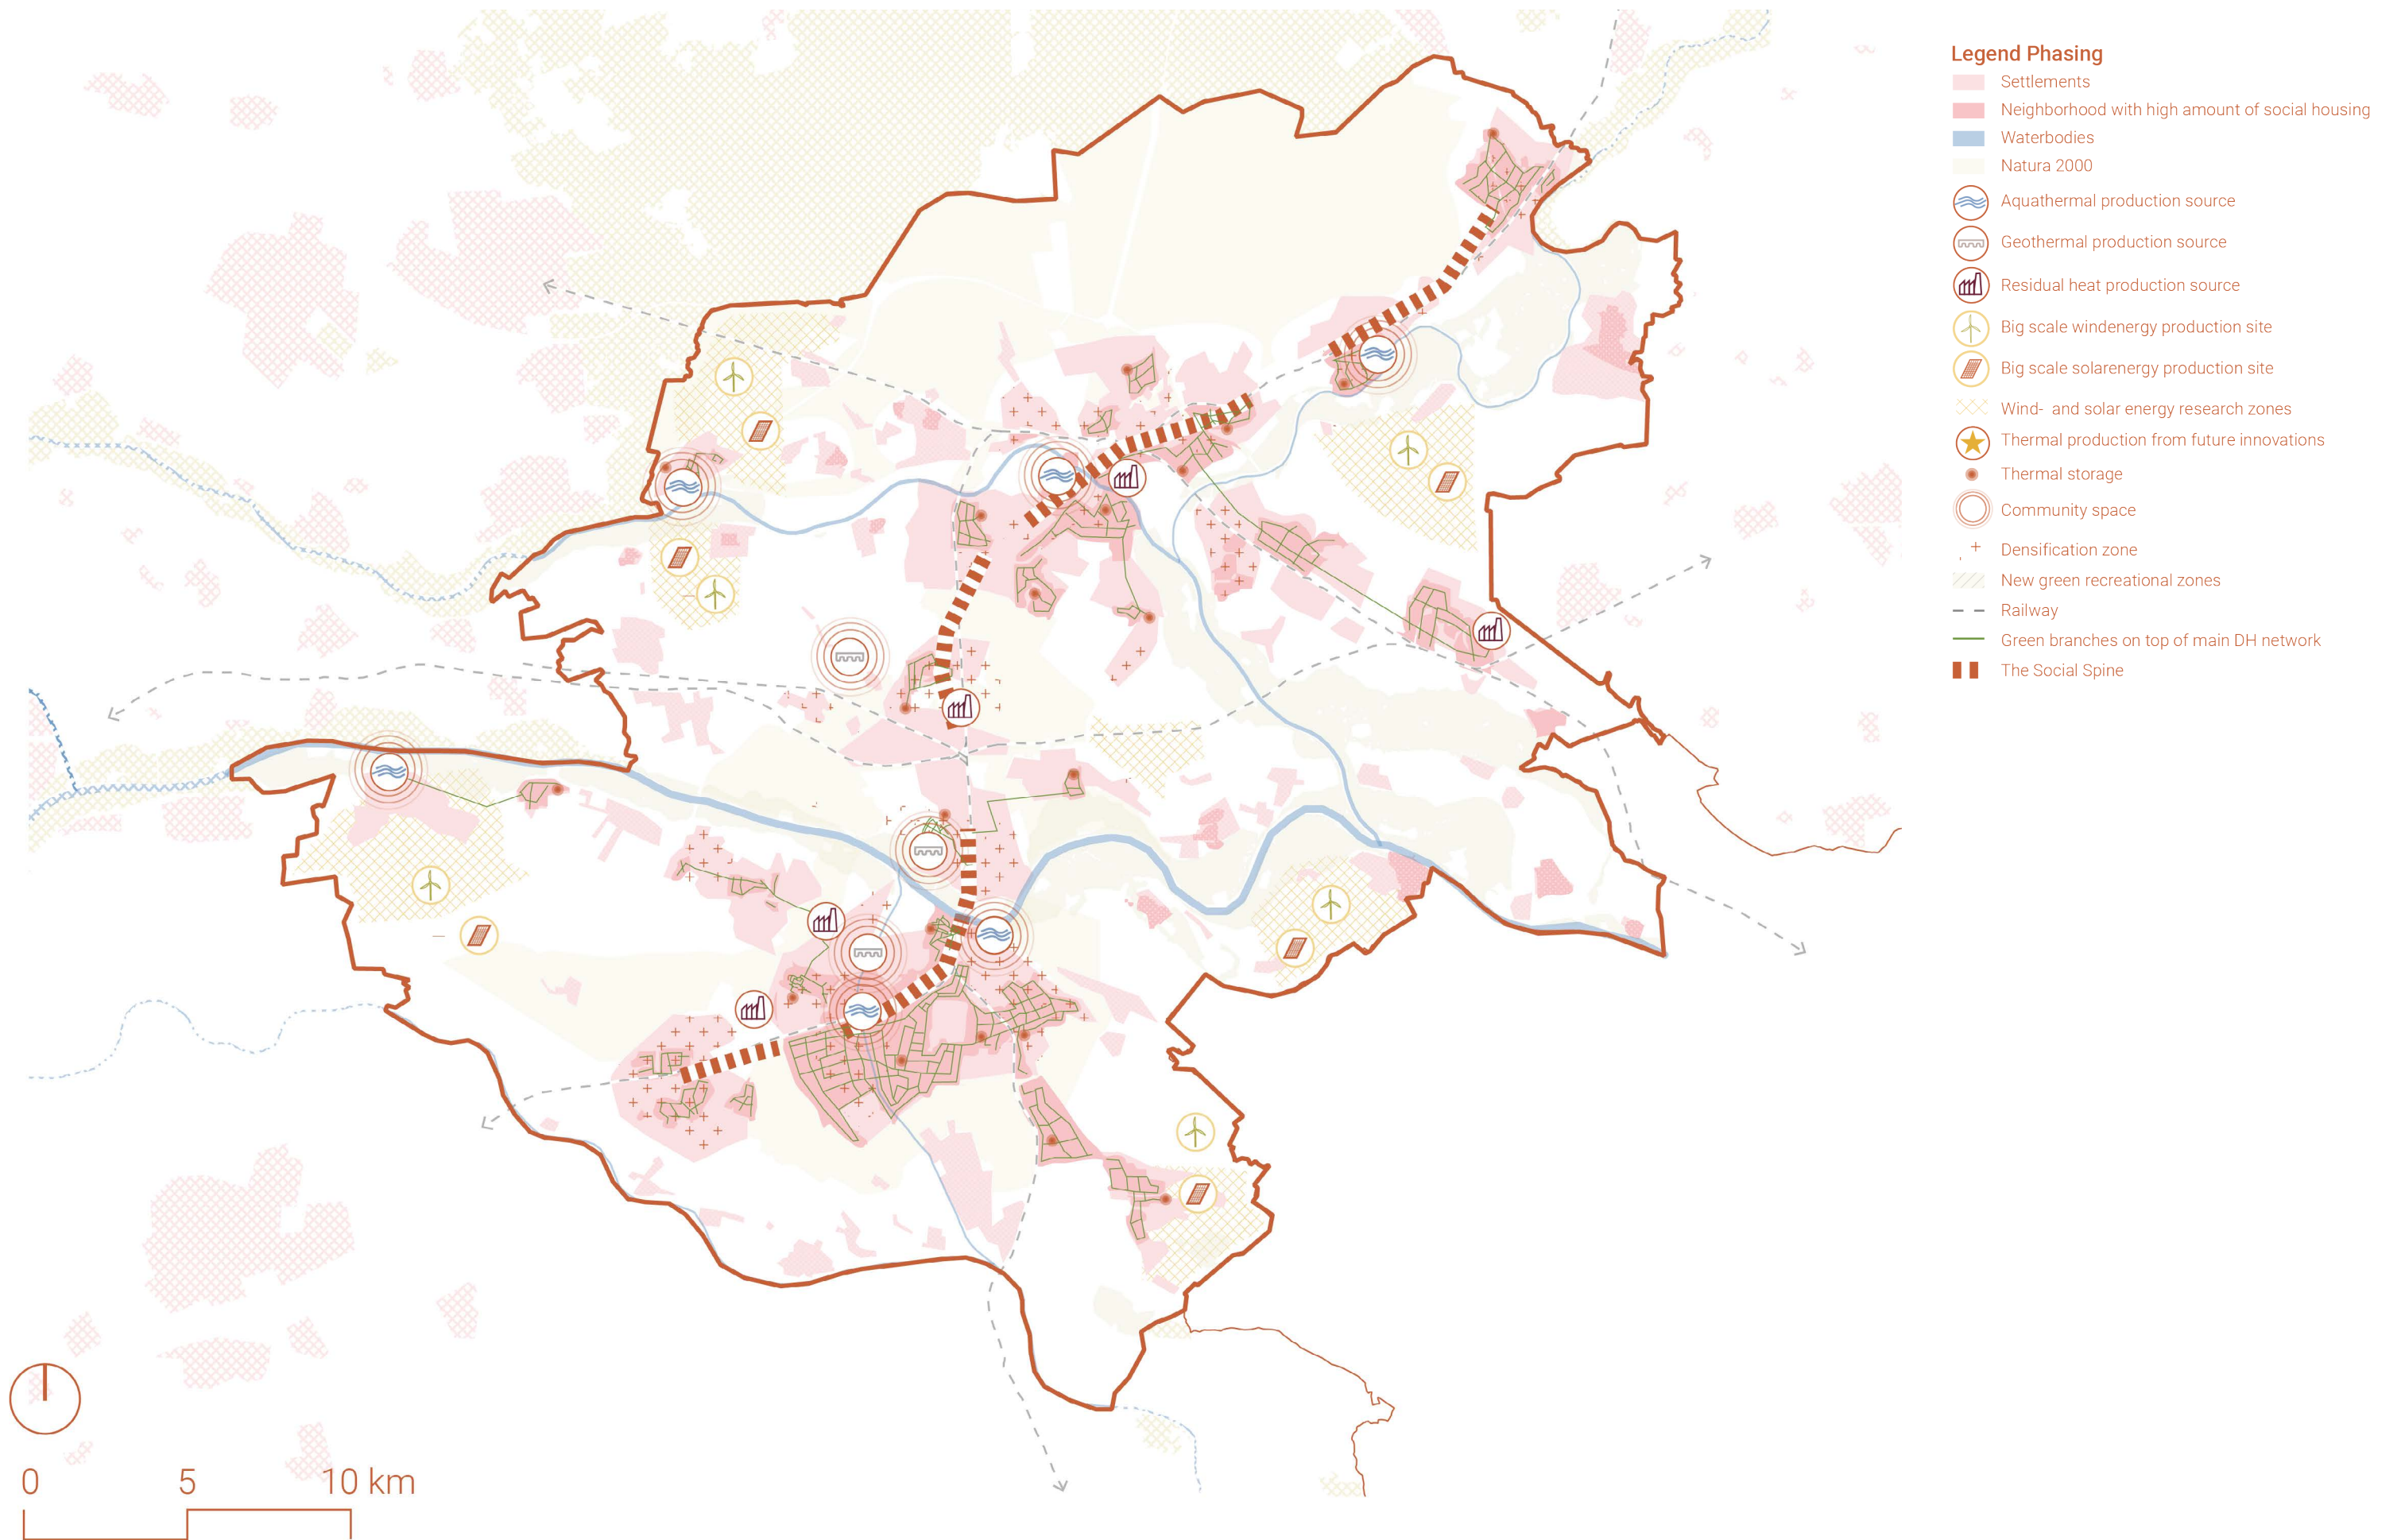 Legend Phasing
Settlements
Neighborhood with high amount of social housing
Waterbodies
Natura 2000
Aquathermal production source
Geothermal production source
Residual heat production source
Big scale windenergy production site
Big scale solarenergy production site
Wind- and solar energy research zones
Thermal production from future innovations
Thermal storage
Community space
Densification zone
New green recreational zones
Railway
Green branches on top of main DH network
The Social Spine
0 5 10 km